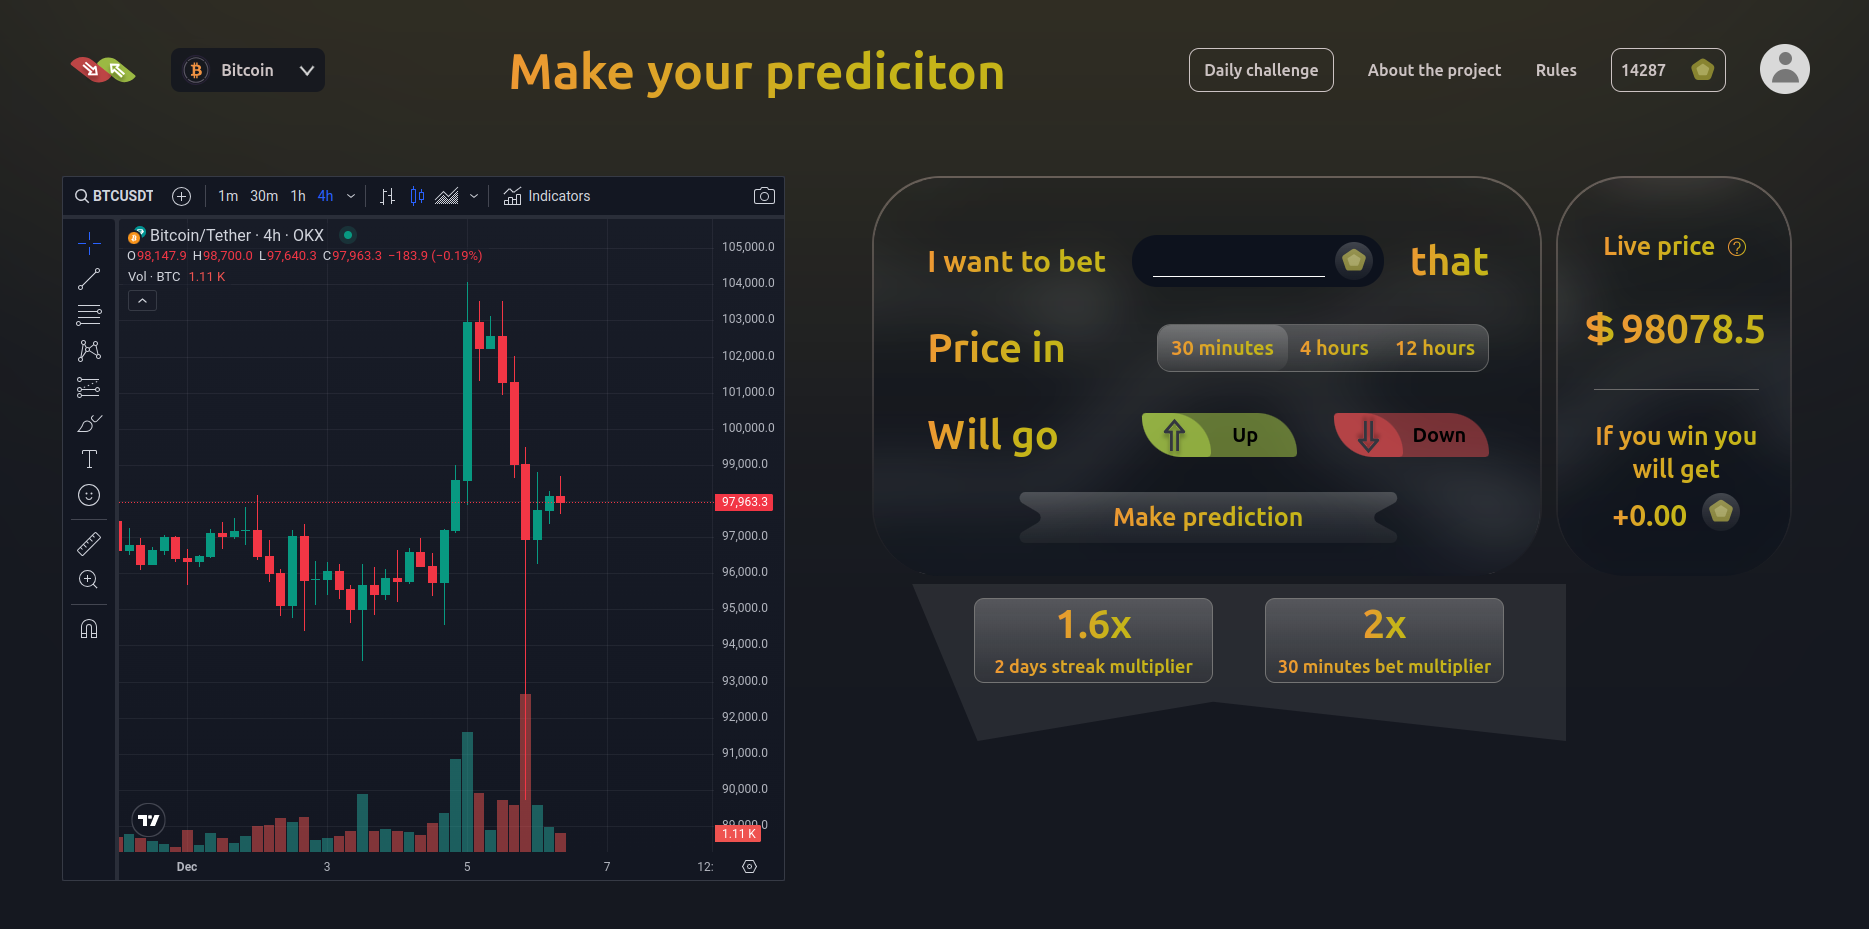 Bitcoin
Make your prediciton
Daily challenge
About the project
Rules
14287
BTCUSDT
1m 30m 1h 4h
Indicators
Bitcoin/Tether · 4h · OKX
O98,147.9 H98,700.0 L97,640.3 C97,963.3 −183.9 (−0.19%)
Vol · BTC 1.11 K
105,000.0
104,000.0
103,000.0
102,000.0
101,000.0
100,000.0
99,000.0
97,963.3
97,000.0
96,000.0
95,000.0
94,000.0
93,000.0
92,000.0
91,000.0
90,000.0
89,000.0
1.11 K
Dec 3 5 7 12:
I want to bet that
Price in 30 minutes 4 hours 12 hours
Will go Up Down
Make prediction
1.6x
2 days streak multiplier
2x
30 minutes bet multiplier
Live price ?
$ 98078.5
If you win you
will get
+0.00